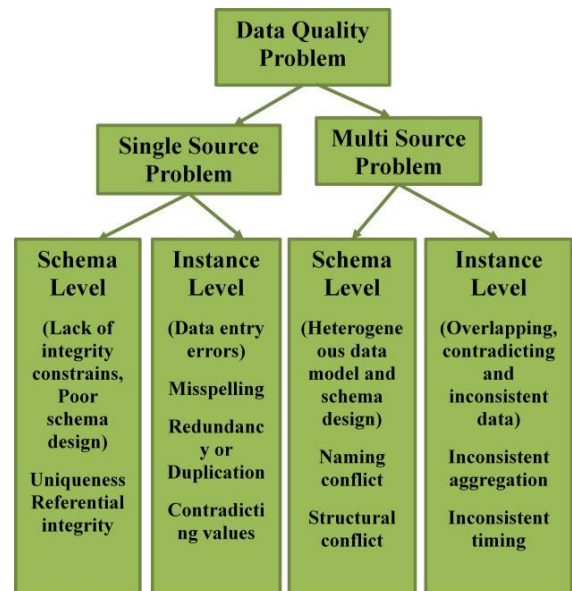 Data Quality
Problem
Single Source
Problem
Multi Source
Problem
Schema
Level
(Lack of
integrity
constrains,
Poor
schema
design)
Uniqueness
Referential
integrity
Instance
Level
(Data entry
errors)
Misspelling
Redundanc
y or
Duplication
Contradicti
ng values
Schema
Level
(Heterogene
ous data
model and
schema
design)
Naming
conflict
Structural
conflict
Instance
Level
(Overlapping,
contradicting
and
inconsistent
data)
Inconsistent
aggregation
Inconsistent
timing